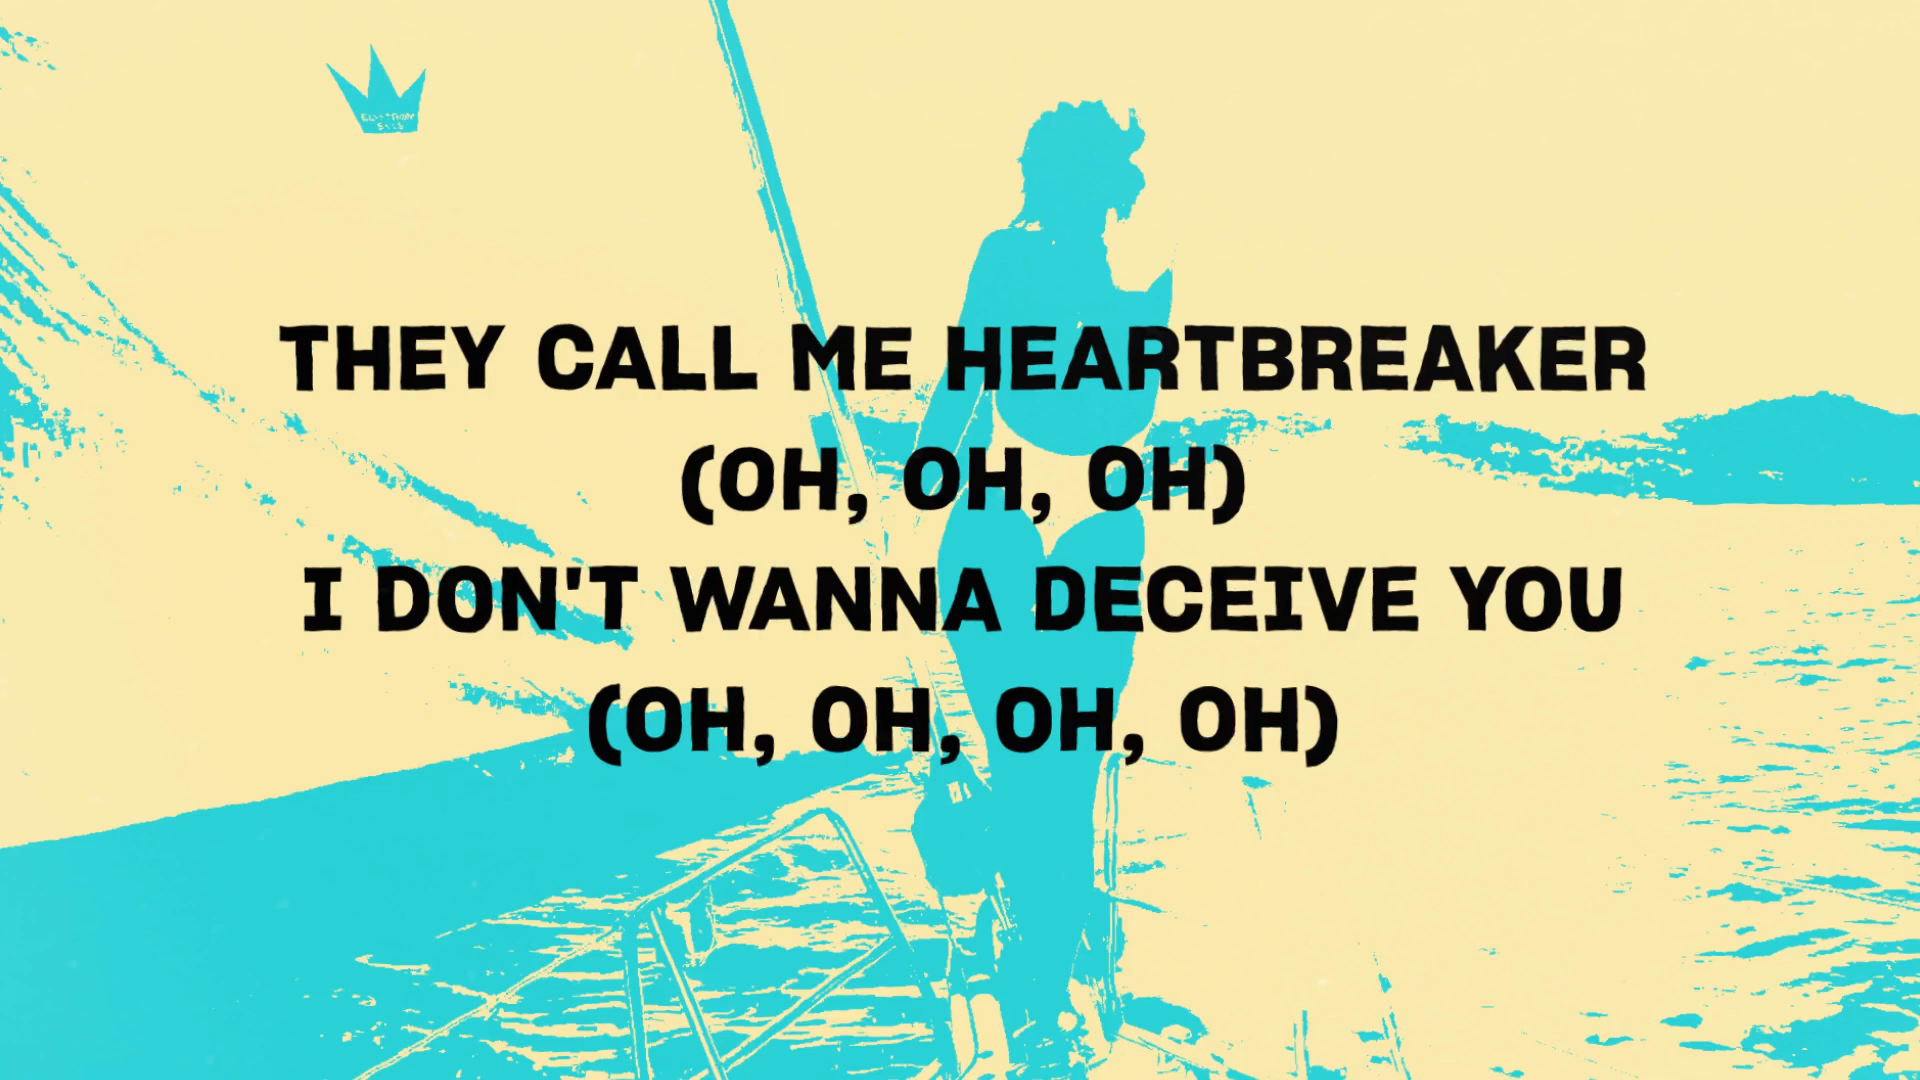 THEY CALL ME HEARTBREAKER
(OH, OH, OH)
I DON'T WANNA DECEIVE YOU
(OH, OH, OH, OH)